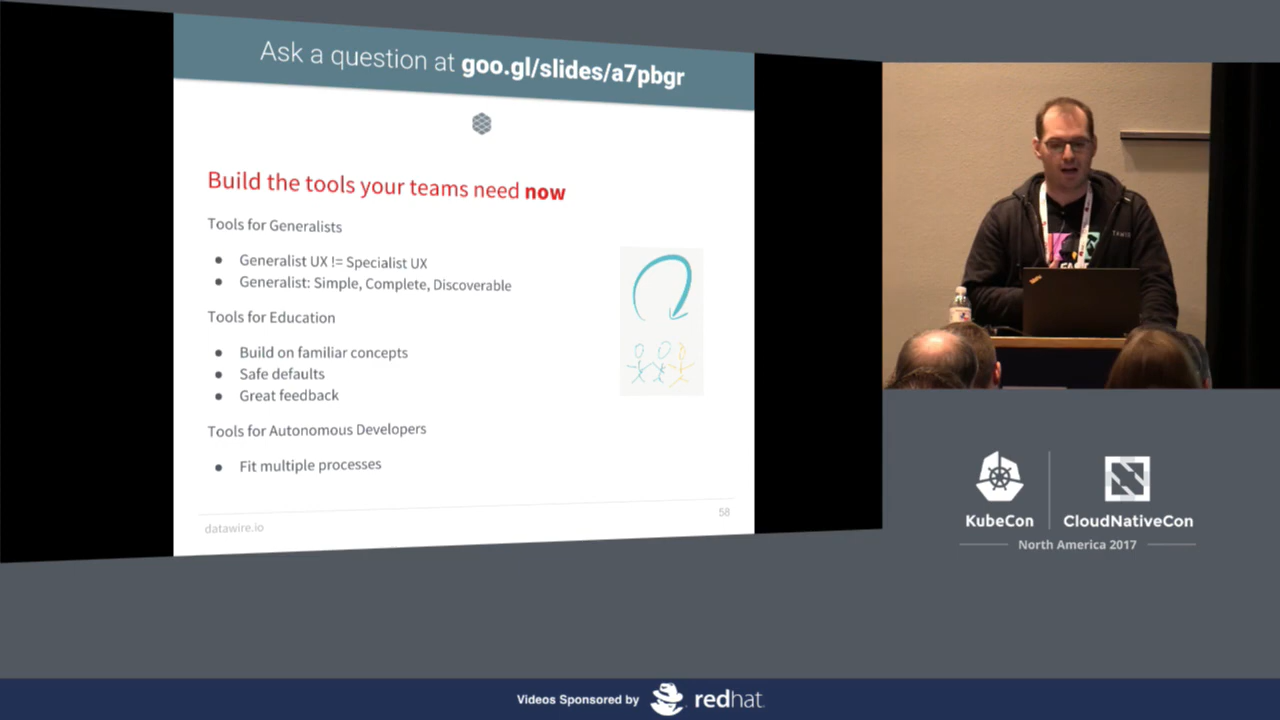 Ask a question at goo.gl/slides/a7pbgr
Build the tools your teams need now
Tools for Generalists
● Generalist UX != Specialist UX
● Generalist: Simple, Complete, Discoverable
Tools for Education
● Build on familiar concepts
● Safe defaults
● Great feedback
Tools for Autonomous Developers
● Fit multiple processes
datawire.io
58
KubeCon
CloudNativeCon
North America 2017
Videos Sponsored by
redhat